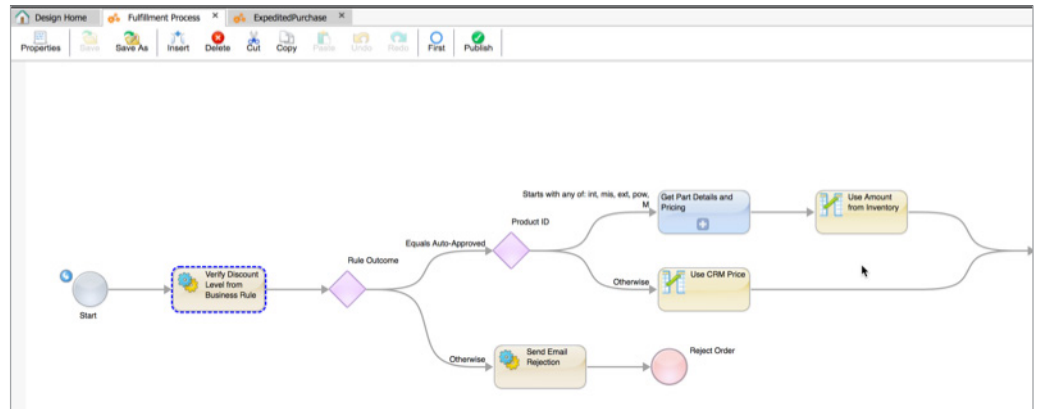 Design Home
Fulfillment Process
ExpeditedPurchase
Properties
Save
Save As
Insert
Delete
Cut
Copy
Paste
Undo
Redo
First
Publish
Starts with any of: int, mis, ext, pow,
M
Get Part Details and
Pricing
Use Amount
from Inventory
Product ID
Equals Auto-Approved
Rule Outcome
Verify Discount
Level from
Business Rule
Otherwise
Use CRM Price
Start
Otherwise
Send Email
Rejection
Reject Order